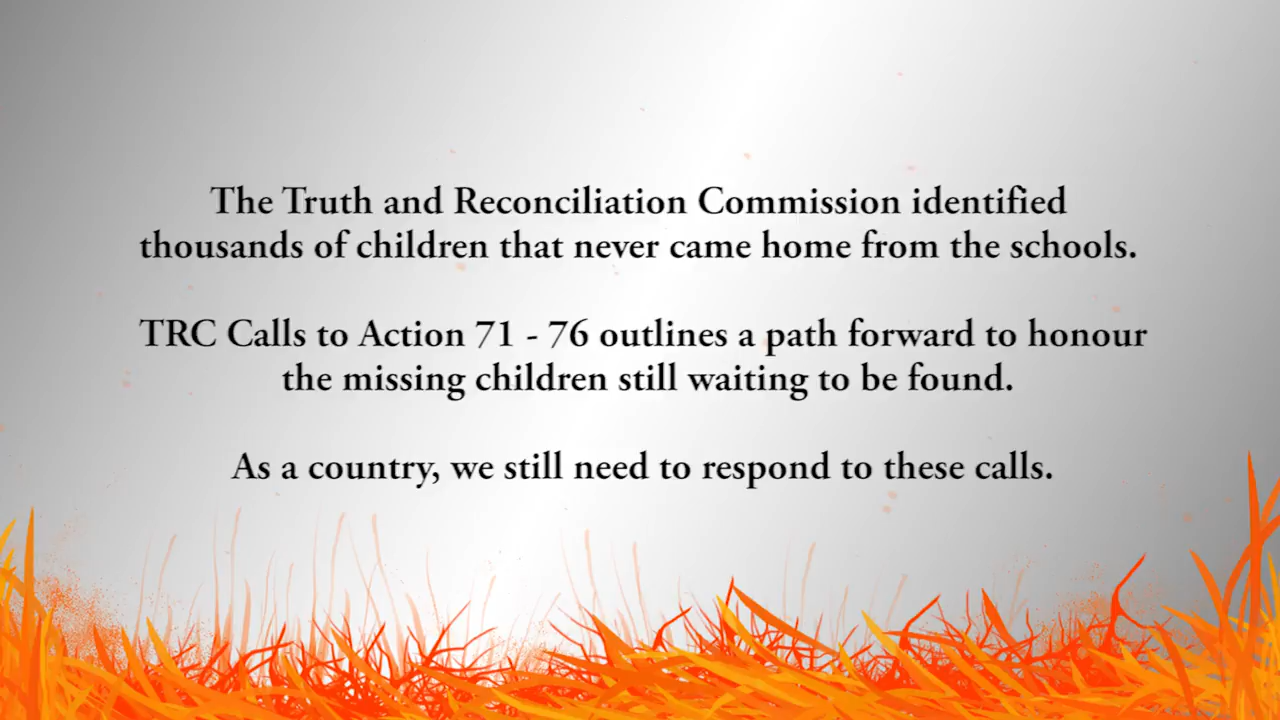 The Truth and Reconciliation Commission identified
thousands of children that never came home from the schools.
TRC Calls to Action 71 - 76 outlines a path forward to honour
the missing children still waiting to be found.
As a country, we still need to respond to these calls.